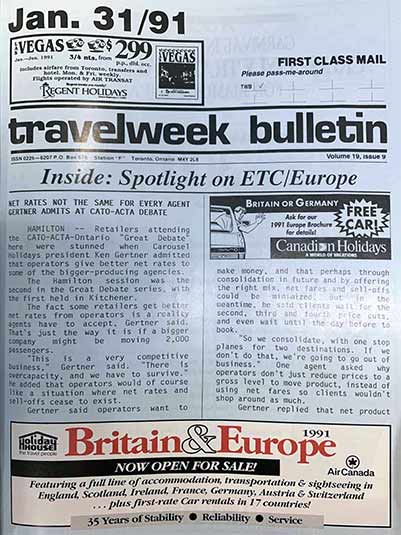 Jan. 31/91
VEGAS $299
Jan.-Jun. 1991 3/4 nts. from p.p., dbl. occ.
Includes airfare from Toronto, transfers and
hotel. Mon. & Fri. weekly.
Flights operated by AIR TRANSAT
REGENT HOLIDAYS
VEGAS
FIRST CLASS MAIL
Please pass-me-around
TWB
travelweek bulletin
P.O. Box Station "F" Toronto, Ontario M4Y 2L8
Volume 19, Issue 9
Inside: Spotlight on ETC/Europe
NET RATES NOT THE SAME FOR EVERY AGENT
GERTNER ADMITS AT CATO-ACTA DEBATE
HAMILTON -- Retailers attending
the CATO-ACTA-Ontario "Great Debate"
here were stunned when Carousel
Holidays president Ken Gertner admitted
that operators give better net rates to
some of the bigger-producing agencies.
The Hamilton session was the
second in the Great Debate series, with
the first held in Kitchener.
The fact some retailers get better
net rates from operators is a reality
agents have to accept, Gertner said.
That's just the way it is if a bigger
company might be moving 2,000
passengers.
"This is a very competitive
business," Gertner said. "There is
overcapacity, and we have to survive."
He added that operators would of course
like a situation where net rates and
sell-offs cease to exist.
Gertner said operators want to
BRITAIN OR GERMANY
Ask for our
1991 Europe Brochure
for details!
FREE
CAR!
Canadian Holidays
A WORLD OF VACATIONS
make money, and that perhaps through
consolidation in future and by offering
the right mix, net fares and sell-offs
could be minimized. But in the
meantime, he said clients wait for the
second, third and fourth price cuts,
and even wait until the day before to
book.
"So we consolidate, with one stop
planes for two destinations. If we
don't do that, we're going to go out of
business." One agent asked why
operators don't just reduce prices to a
gross level to move product, instead of
using net fares so clients wouldn't
shop around as much.
Gertner replied that net product
holiday
house
the travel people
Britain & Europe 1991
NOW OPEN FOR SALE!
Air Canada
Featuring a full line of accommodation, transportation & sightseeing in
England, Scotland, Ireland, France, Germany, Austria & Switzerland
. . . plus first-rate Car rentals in 17 countries!
35 Years of Stability ● Reliability ● Service